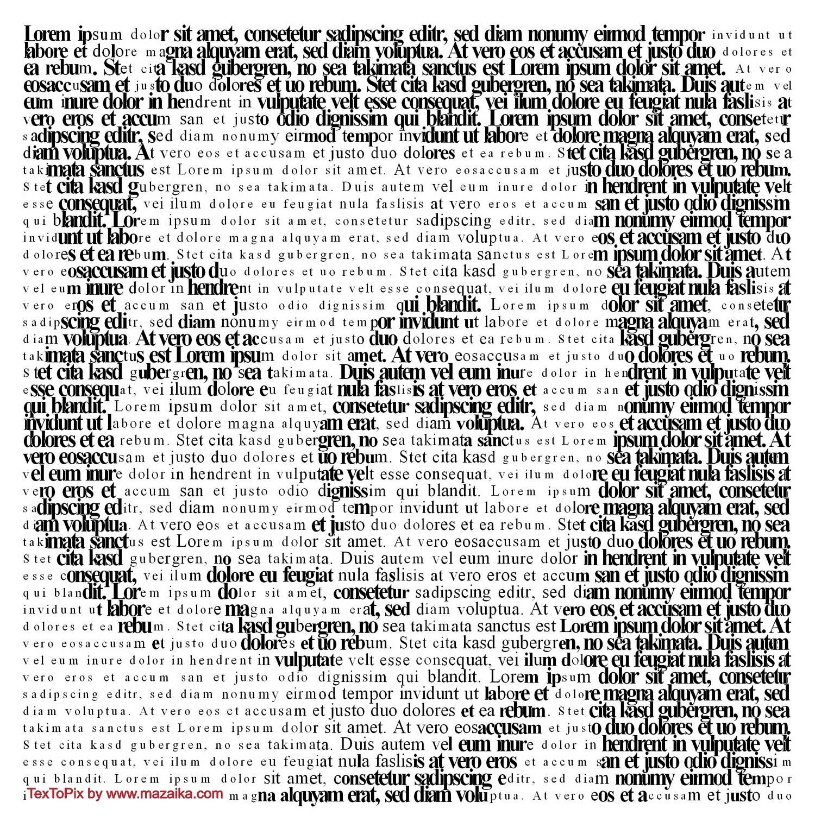 Lorem ipsum dolor sit amet, consetetur sadipscing editr, sed diam nonumy eirmod tempor invidunt ut
labore et dolore magna alquyam erat, sed diam voluptua. At vero eos et accusam et justo duo dolores et
ea rebum. Stet cita kasd gubergren, no sea takimata sanctus est Lorem ipsum dolor sit amet. At vero
eosaccusam et justo duo dolores et uo rebum. Stet cita kasd gubergren, no sea takimata. Duis autem vel
eum inure dolor in hendrent in vulputate velt esse consequat, vei ilum dolore eu feugiat nula faslisis at
vero eros et accum san et justo odio dignissim qui blandit. Lorem ipsum dolor sit amet, consetetur
sadipscing editr, sed diam nonumy eirmod tempor invidunt ut labore et dolore magna alquyam erat, sed
diam voluptua. At vero eos et accusam et justo duo dolores et ea rebum. Stet cita kasd gubergren, no sea
takimata sanctus est Lorem ipsum dolor sit amet. At vero eosaccusam et justo duo dolores et uo rebum.
Stet cita kasd gubergren, no sea takimata. Duis autem vel eum inure dolor in hendrent in vulputate velt
esse consequat, vei ilum dolore eu feugiat nula faslisis at vero eros et accum san et justo odio dignissim
qui blandit. Lorem ipsum dolor sit amet, consetetur sadipscing editr, sed diam nonumy eirmod tempor
invidunt ut labore et dolore magna alquyam erat, sed diam voluptua. At vero eos et accusam et justo duo
dolores et ea rebum. Stet cita kasd gubergren, no sea takimata sanctus est Lorem ipsum dolor sit amet. At
vero eosaccusam et justo duo dolores et uo rebum. Stet cita kasd gubergren, no sea takimata. Duis autem
vel eum inure dolor in hendrent in vulputate velt esse consequat, vei ilum dolore eu feugiat nula faslisis at
vero eros et accum san et justo odio dignissim qui blandit. Lorem ipsum dolor sit amet, consetetur
sadipscing editr, sed diam nonumy eirmod tempor invidunt ut labore et dolore magna alquyam erat, sed
diam voluptua. At vero eos et accusam et justo duo dolores et ea rebum. Stet cita kasd gubergren, no sea
takimata sanctus est Lorem ipsum dolor sit amet. At vero eosaccusam et justo duo dolores et uo rebum.
Stet cita kasd gubergren, no sea takimata. Duis autem vel eum inure dolor in hendrent in vulputate velt
esse consequat, vei ilum dolore eu feugiat nula faslisis at vero eros et accum san et justo odio dignissim
qui blandit. Lorem ipsum dolor sit amet, consetetur sadipscing editr, sed diam nonumy eirmod tempor
invidunt ut labore et dolore magna alquyam erat, sed diam voluptua. At vero eos et accusam et justo duo
dolores et ea rebum. Stet cita kasd gubergren, no sea takimata sanctus est Lorem ipsum dolor sit amet. At
vero eosaccusam et justo duo dolores et uo rebum. Stet cita kasd gubergren, no sea takimata. Duis autem
vel eum inure dolor in hendrent in vulputate velt esse consequat, vei ilum dolore eu feugiat nula faslisis at
vero eros et accum san et justo odio dignissim qui blandit. Lorem ipsum dolor sit amet, consetetur
sadipscing editr, sed diam nonumy eirmod tempor invidunt ut labore et dolore magna alquyam erat, sed
diam voluptua. At vero eos et accusam et justo duo dolores et ea rebum. Stet cita kasd gubergren, no sea
takimata sanctus est Lorem ipsum dolor sit amet. At vero eosaccusam et justo duo dolores et uo rebum.
Stet cita kasd gubergren, no sea takimata. Duis autem vel eum inure dolor in hendrent in vulputate velt
esse consequat, vei ilum dolore eu feugiat nula faslisis at vero eros et accum san et justo odio dignissim
qui blandit. Lorem ipsum dolor sit amet, consetetur sadipscing editr, sed diam nonumy eirmod tempor
invidunt ut labore et dolore magna alquyam erat, sed diam voluptua. At vero eos et accusam et justo duo
dolores et ea rebum. Stet cita kasd gubergren, no sea takimata sanctus est Lorem ipsum dolor sit amet. At
vero eosaccusam et justo duo dolores et uo rebum. Stet cita kasd gubergren, no sea takimata. Duis autem
vel eum inure dolor in hendrent in vulputate velt esse consequat, vei ilum dolore eu feugiat nula faslisis at
vero eros et accum san et justo odio dignissim qui blandit. Lorem ipsum dolor sit amet, consetetur
sadipscing editr, sed diam nonumy eirmod tempor invidunt ut labore et dolore magna alquyam erat, sed
diam voluptua. At vero eos et accusam et justo duo dolores et ea rebum. Stet cita kasd gubergren, no sea
takimata sanctus est Lorem ipsum dolor sit amet. At vero eosaccusam et justo duo dolores et uo rebum.
Stet cita kasd gubergren, no sea takimata. Duis autem vel eum inure dolor in hendrent in vulputate velt
esse consequat, vei ilum dolore eu feugiat nula faslisis at vero eros et accum san et justo odio dignissim
qui blandit. Lorem ipsum dolor sit amet, consetetur sadipscing editr, sed diam nonumy eirmod tempor
TexToPix by www.mazaika.com magna alquyam erat, sed diam voluptua. At vero eos et accusam et justo duo